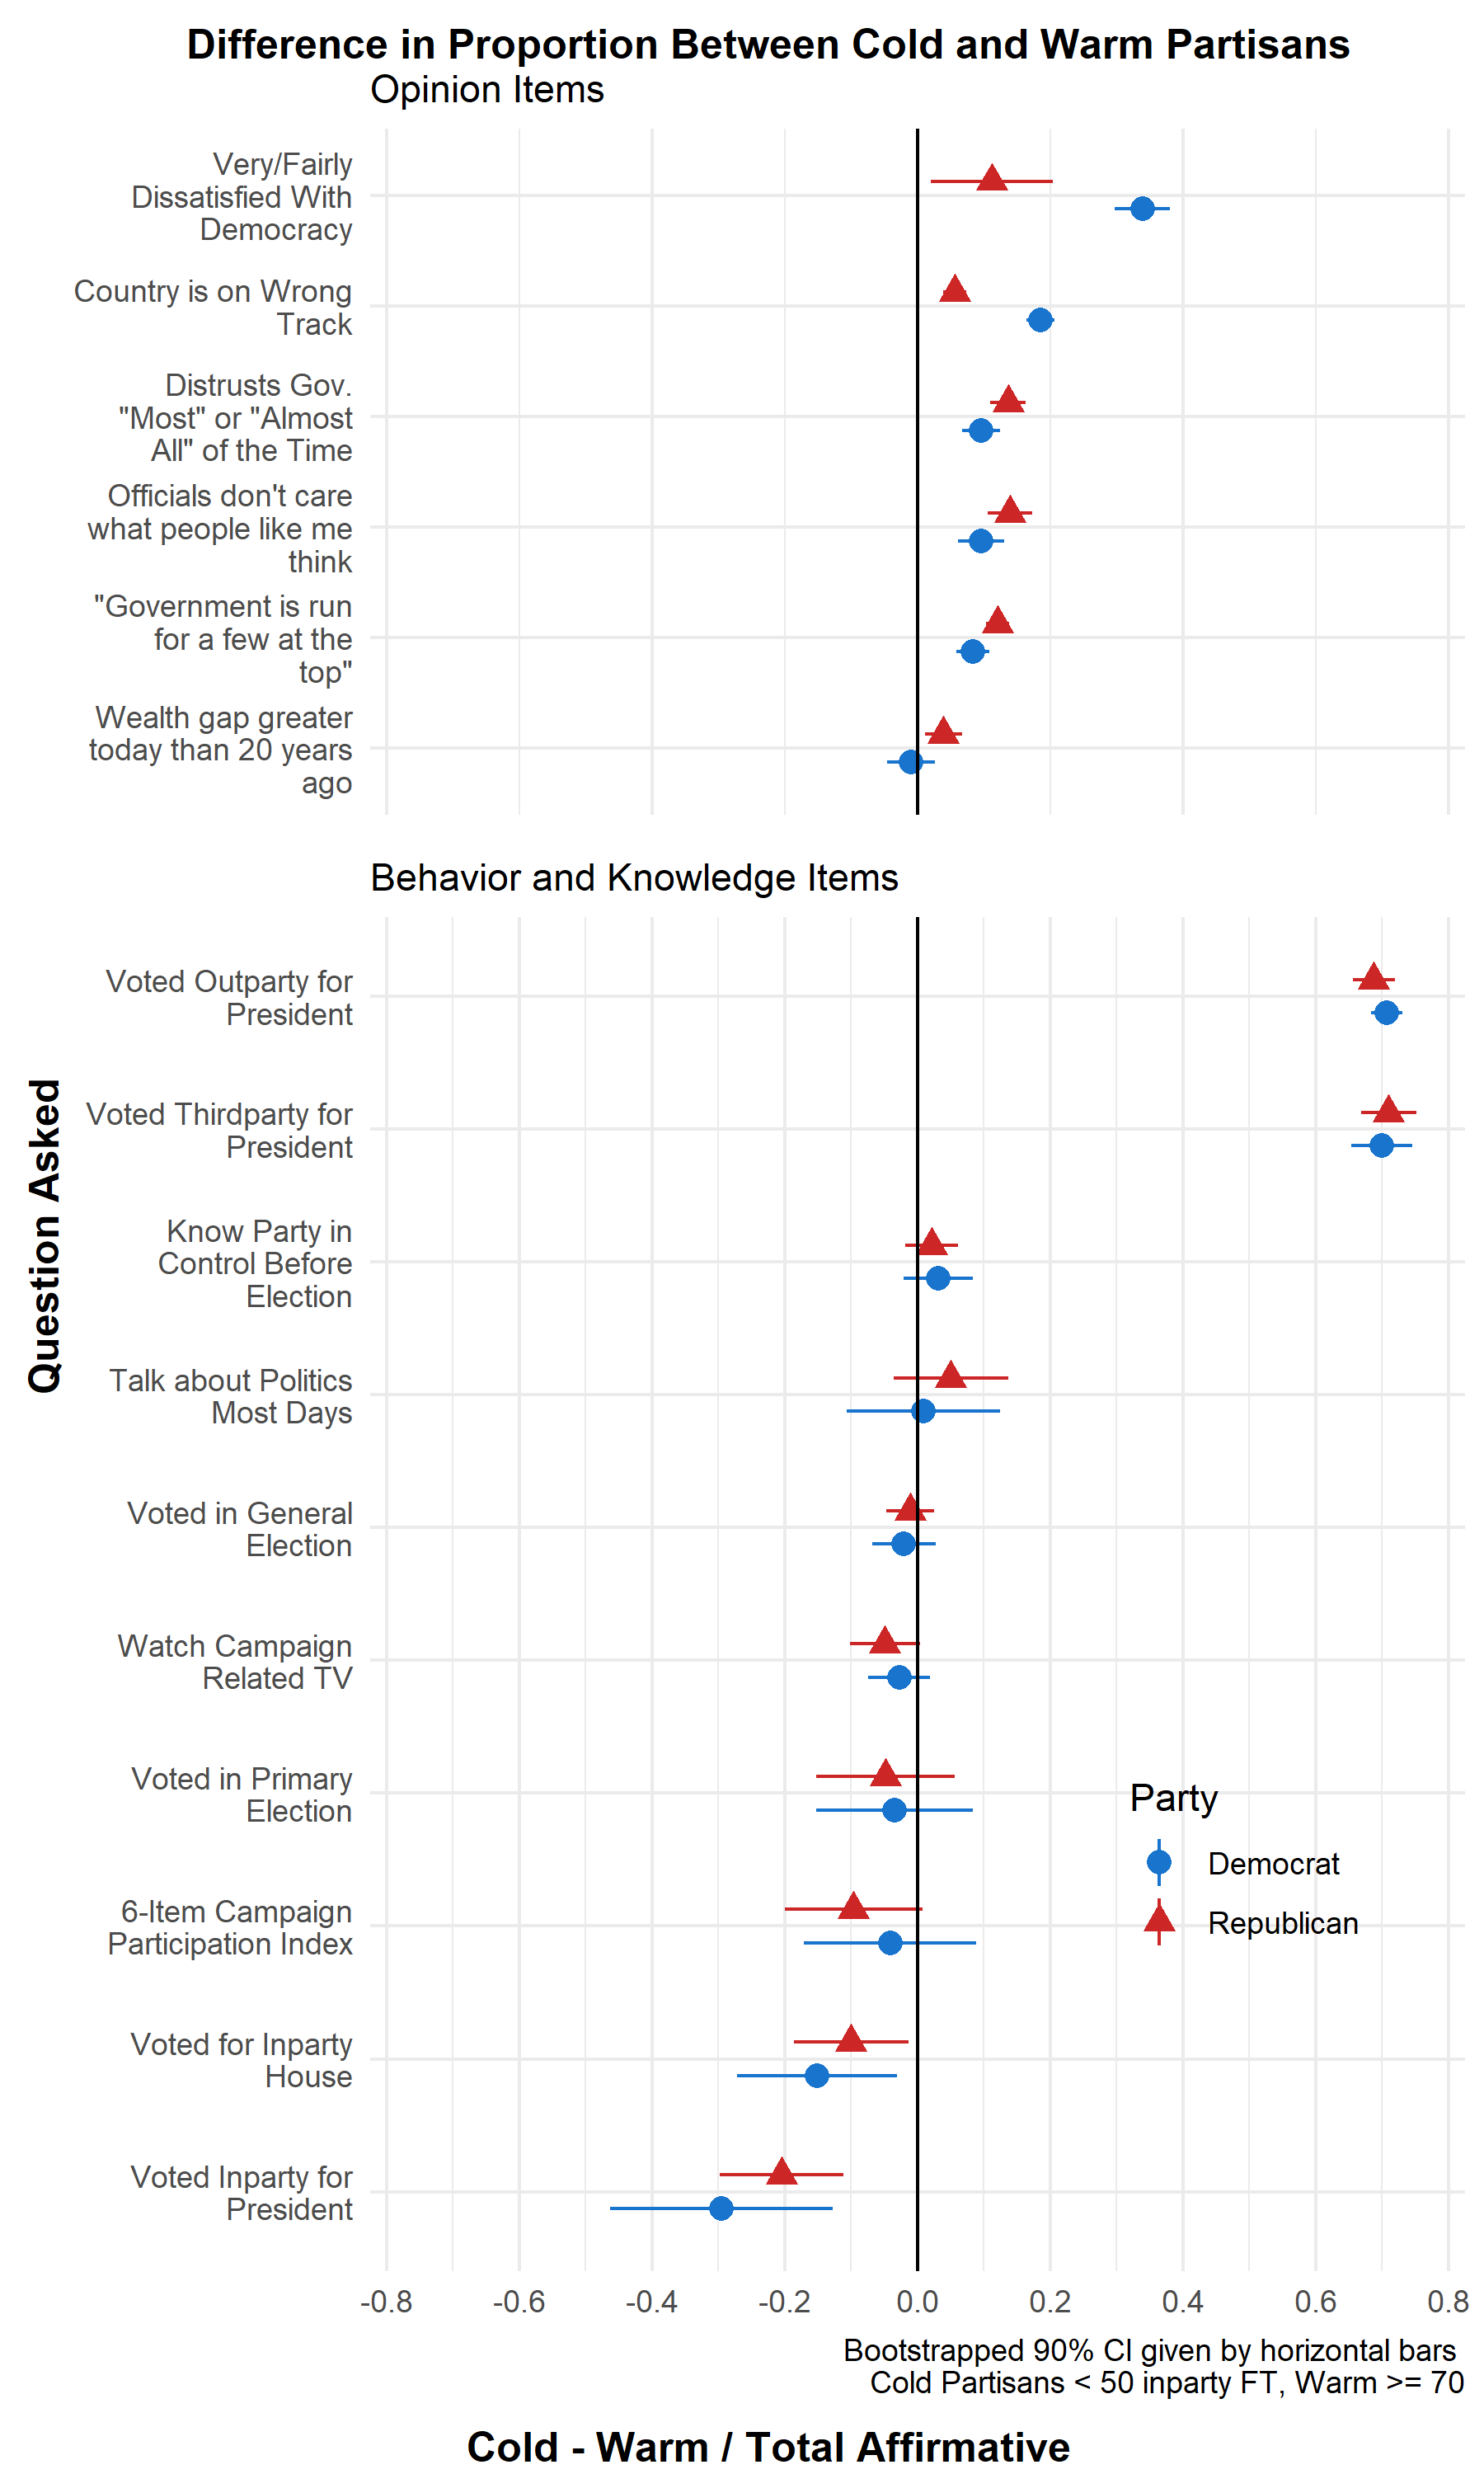 Difference in Proportion Between Cold and Warm Partisans
Opinion Items
Very/Fairly
Dissatisfied With
Democracy
Country is on Wrong
Track
Distrusts Gov.
"Most" or "Almost
All" of the Time
Officials don't care
what people like me
think
"Government is run
for a few at the
top"
Wealth gap greater
today than 20 years
ago
Behavior and Knowledge Items
Question Asked
Voted Outparty for
President
Voted Thirdparty for
President
Know Party in
Control Before
Election
Talk about Politics
Most Days
Voted in General
Election
Watch Campaign
Related TV
Voted in Primary
Election
6-Item Campaign
Participation Index
Voted for Inparty
House
Voted Inparty for
President
Party
Democrat
Republican
-0.8 -0.6 -0.4 -0.2 0.0 0.2 0.4 0.6 0.8
Bootstrapped 90% CI given by horizontal bars
Cold Partisans < 50 inparty FT, Warm >= 70
Cold - Warm / Total Affirmative